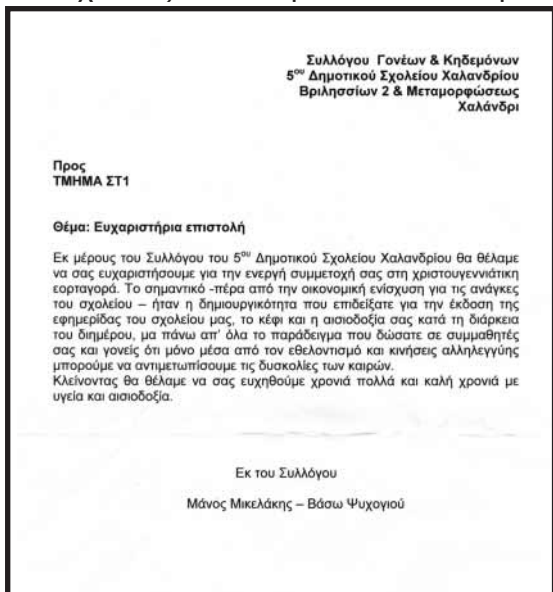 Συλλόγου Γονέων & Κηδεμόνων
5ου Δημοτικού Σχολείου Χαλανδρίου
Βριλησσίων 2 & Μεταμορφώσεως
Χαλάνδρι
Προς
ΤΜΗΜΑ ΣΤ1
Θέμα: Ευχαριστήρια επιστολή
Εκ μέρους του Συλλόγου του 5ου Δημοτικού Σχολείου Χαλανδρίου θα θέλαμε
να σας ευχαριστήσουμε για την ενεργή συμμετοχή σας στη χριστουγεννιάτικη
εορταγορά. Το σημαντικό -πέρα από την οικονομική ενίσχυση για τις ανάγκες
του σχολείου – ήταν η δημιουργικότητα που επιδείξατε για την έκδοση της
εφημερίδας του σχολείου μας, το κέφι και η αισιοδοξία σας κατά τη διάρκεια
του διημέρου, μα πάνω απ' όλα το παράδειγμα που δώσατε σε συμμαθητές
σας και γονείς ότι μόνο μέσα από τον εθελοντισμό και κινήσεις αλληλεγγύης
μπορούμε να αντιμετωπίσουμε τις δυσκολίες των καιρών.
Κλείνοντας θα θέλαμε να σας ευχηθούμε χρονιά πολλά και καλή χρονιά με
υγεία και αισιοδοξία.
Εκ του Συλλόγου
Μάνος Μικελάκης – Βάσω Ψυχογιού